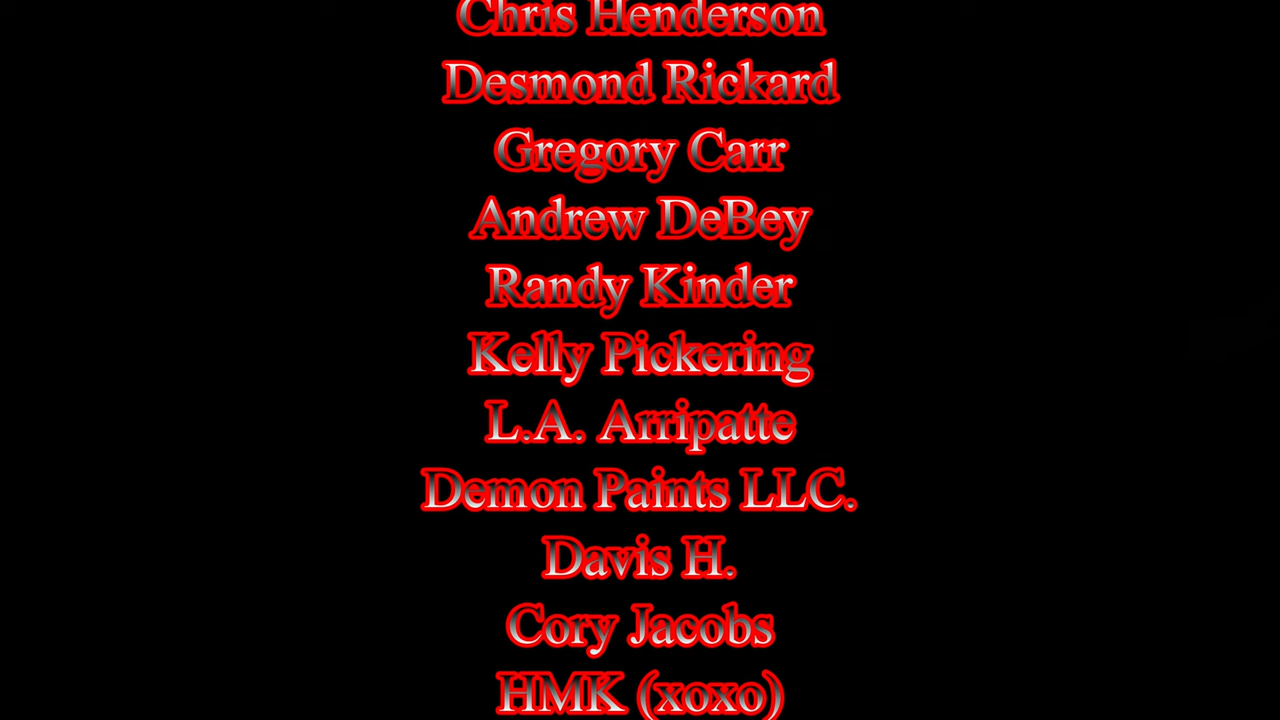 Chris Henderson
Desmond Rickard
Gregory Carr
Andrew DeBey
Randy Kinder
Kelly Pickering
L.A. Arripatte
Demon Paints LLC.
Davis H.
Cory Jacobs
HMK (xoxo)